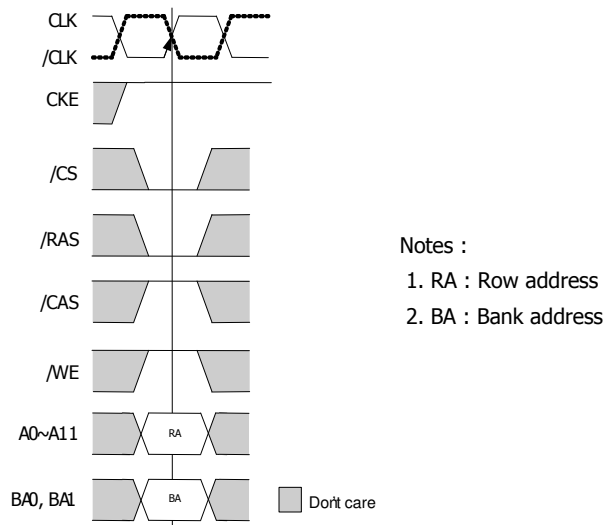 CLK
/CLK
CKE
/CS
/RAS
/CAS
/WE
A0~A11
RA
BA0, BA1
BA
Don't care
Notes :
1. RA : Row address
2. BA : Bank address